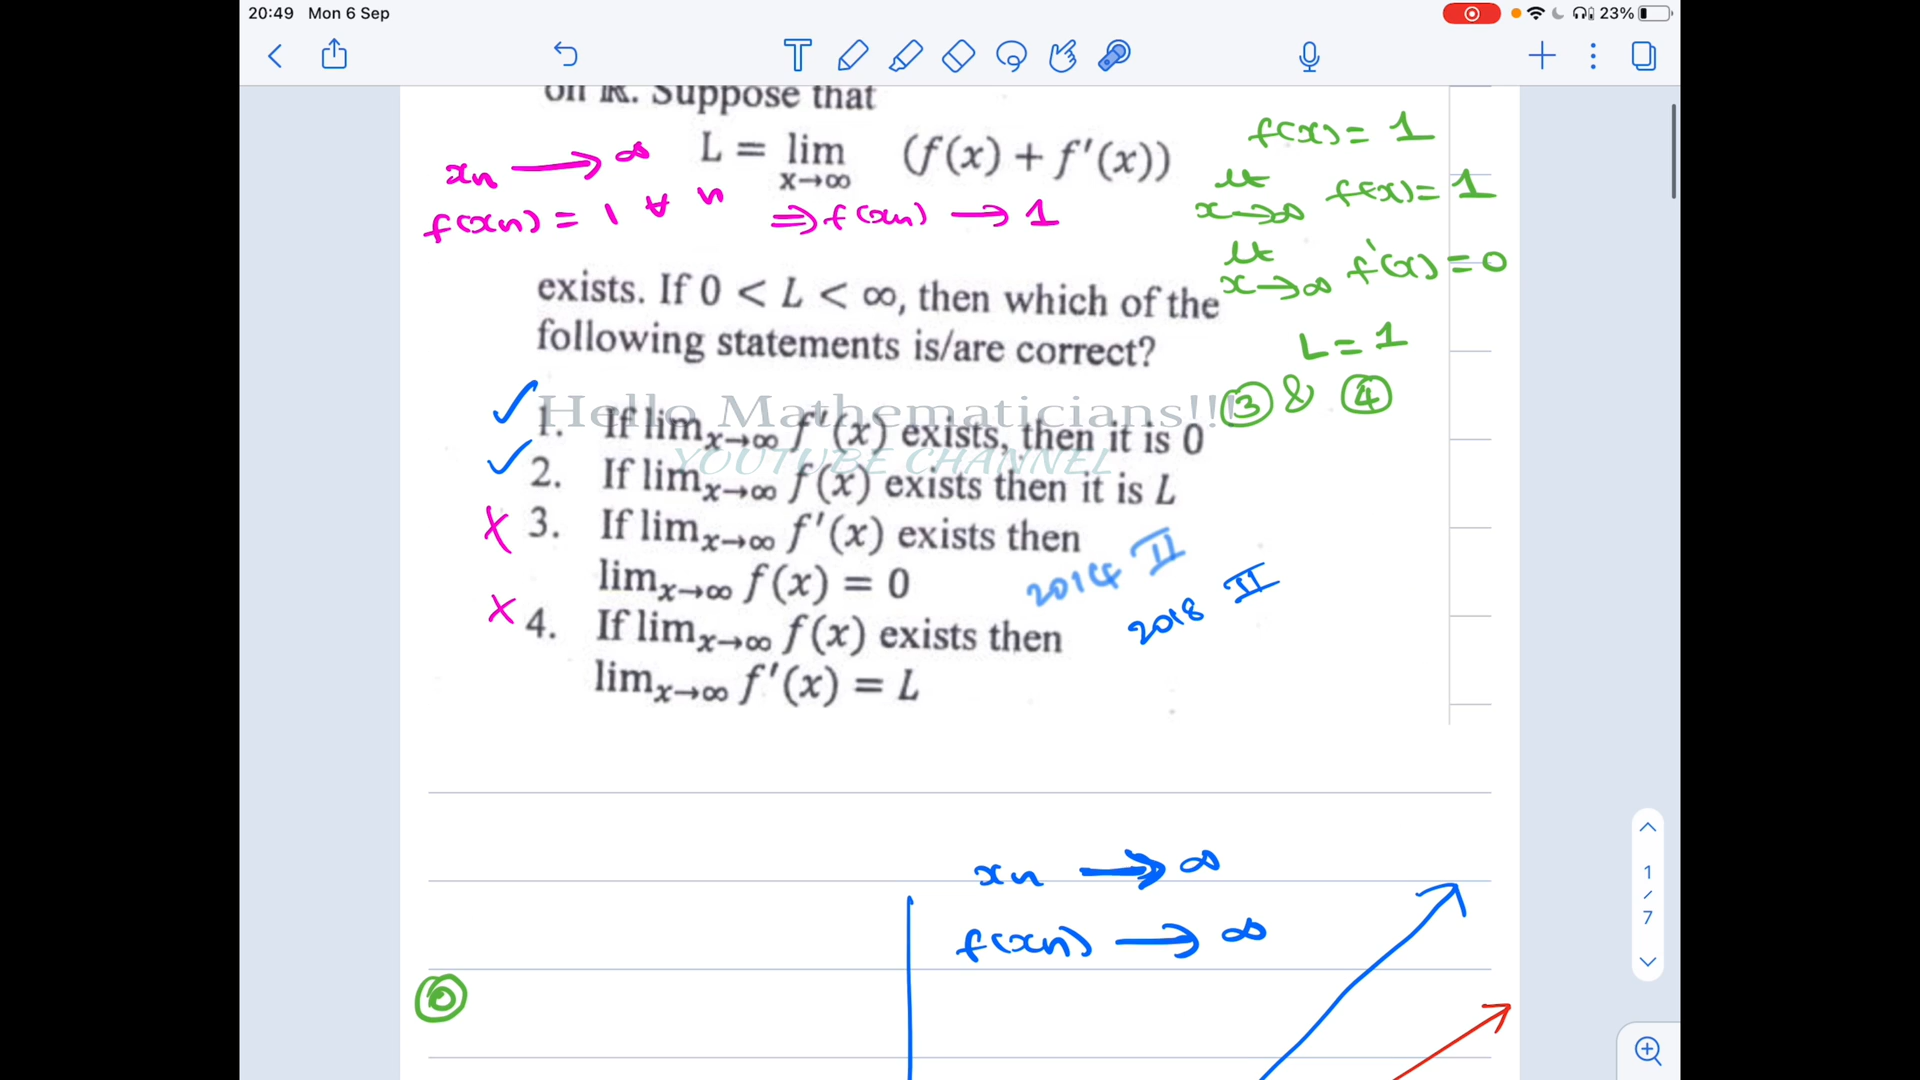 20:49 Mon 6 Sep
23%
on ℝ. Suppose that
L = lim x→∞ (f(x) + f′(x))
xn → ∞
f(xn) = 1 ∀ n ⇒ f(xn) → 1
f(x) = 1
lt x→∞ f(x) = 1
lt x→∞ f'(x) = 0
L = 1
③ & ④
exists. If 0 < L < ∞, then which of the
following statements is/are correct?
Hello Mathematicians!!!
YOUTUBE CHANNEL
✓ 1. If limx→∞ f′(x) exists, then it is 0
✓ 2. If limx→∞ f(x) exists then it is L
X 3. If limx→∞ f′(x) exists then
limx→∞ f(x) = 0
X 4. If limx→∞ f(x) exists then
limx→∞ f′(x) = L
2014 II
2018 II
xn → ∞
f(xn) → ∞
1
/
7